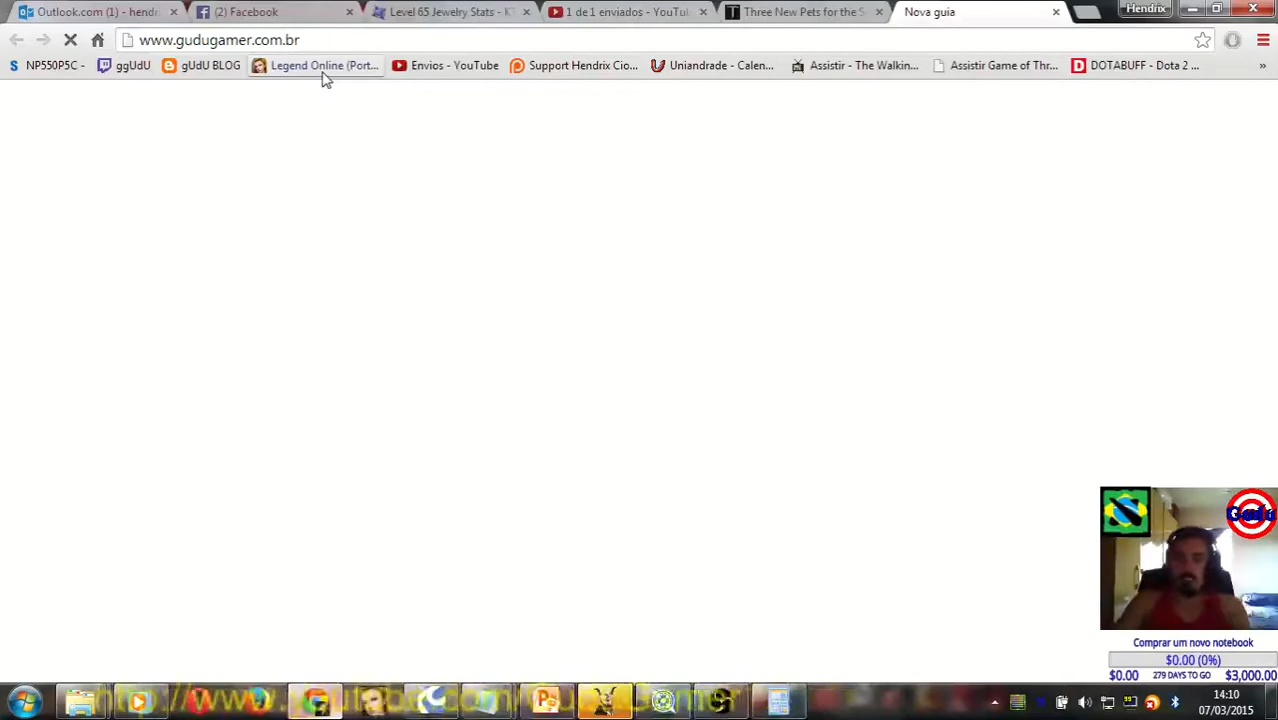 Outlook.com (1) - hendr
(2) Facebook
Level 65 Jewelry Stats - K
1 de 1 enviados - YouTu
Three New Pets for the S
Nova guia
Hendrix
www.gudugamer.com.br
S NP550P5C -
ggUdU
gUdU BLOG
Legend Online (Port...
Envios - YouTube
Support Hendrix Cio...
Uniandrade - Calen...
Assistir - The Walkin...
Assistir Game of Thr...
DOTABUFF - Dota 2 ...
»
Gudu
Comprar um novo notebook
$0.00 (0%)
$0.00 279 DAYS TO GO $3,000.00
14:10
07/03/2015